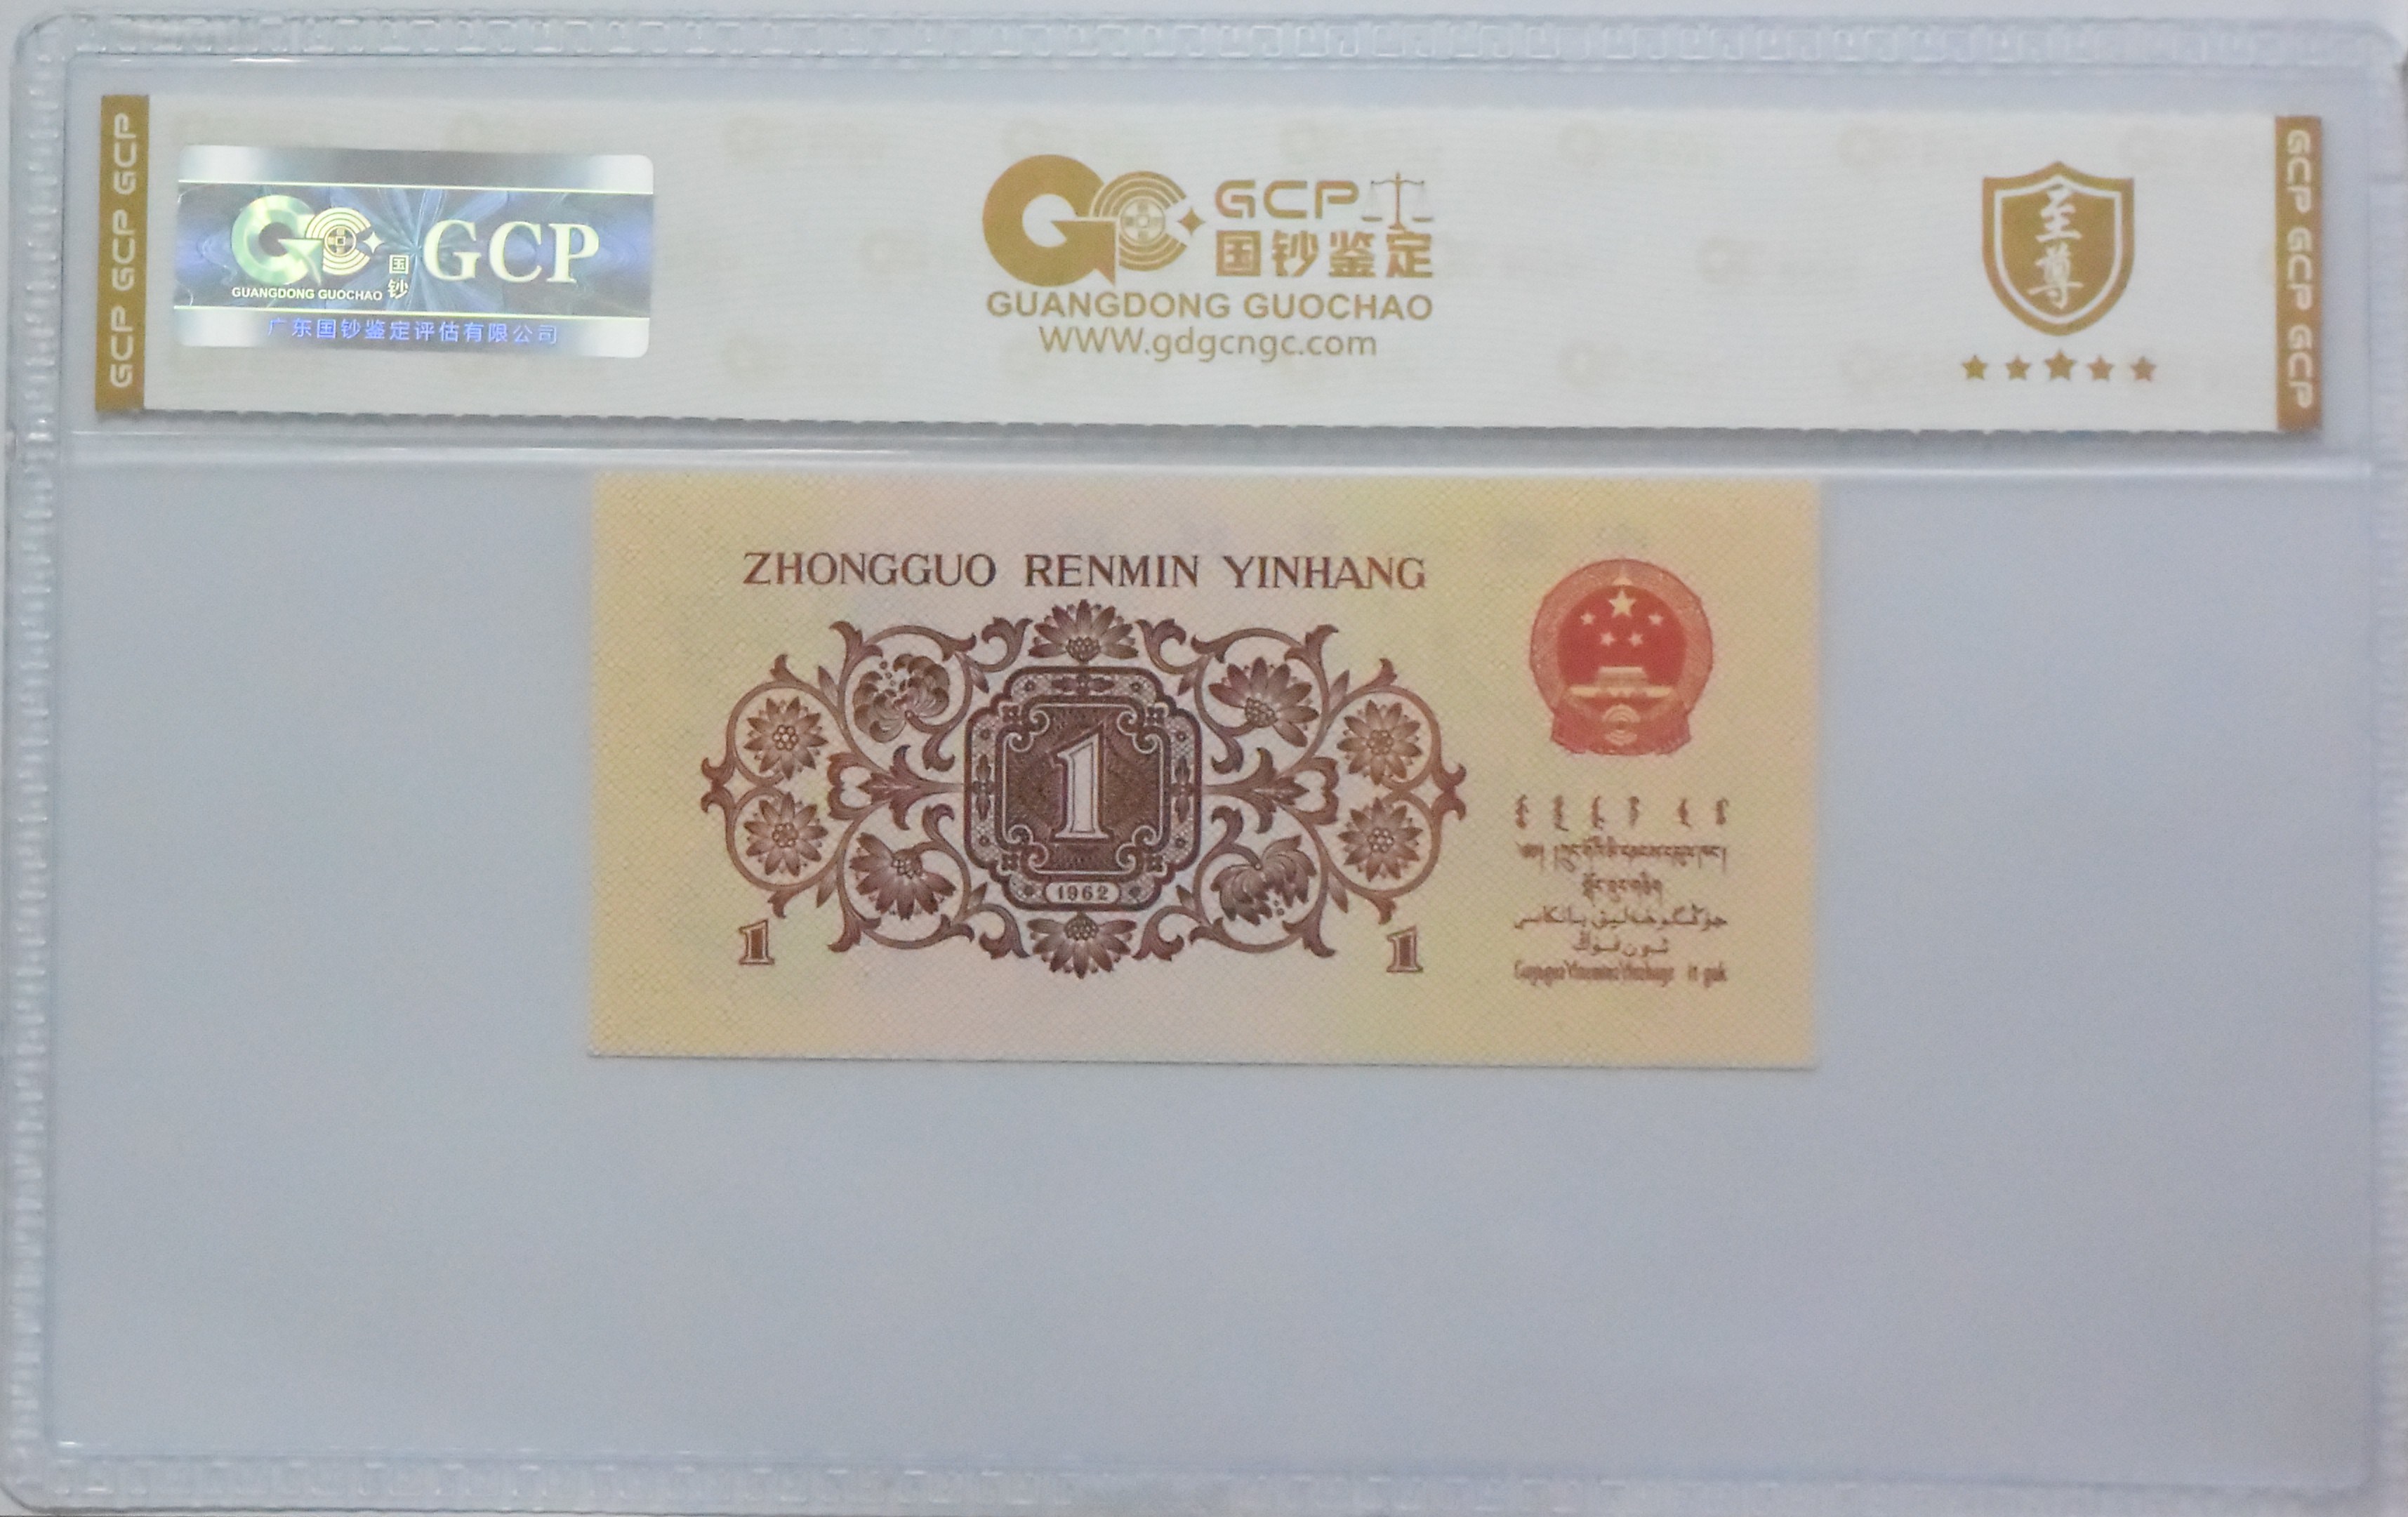 GCP GCP GCP
国钞
GCP
GUANGDONG GUOCHAO
广东国钞鉴定评估有限公司
GCP
国钞鉴定
GUANGDONG GUOCHAO
WWW.gdgcngc.com
至尊
GCP GCP GCP
ZHONGGUO RENMIN YINHANG
1
1962
1
1